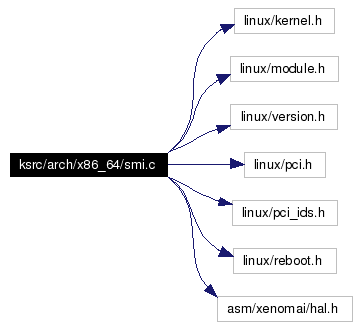 linux/kernel.h
linux/module.h
linux/version.h
ksrc/arch/x86_64/smi.c
linux/pci.h
linux/pci_ids.h
linux/reboot.h
asm/xenomai/hal.h